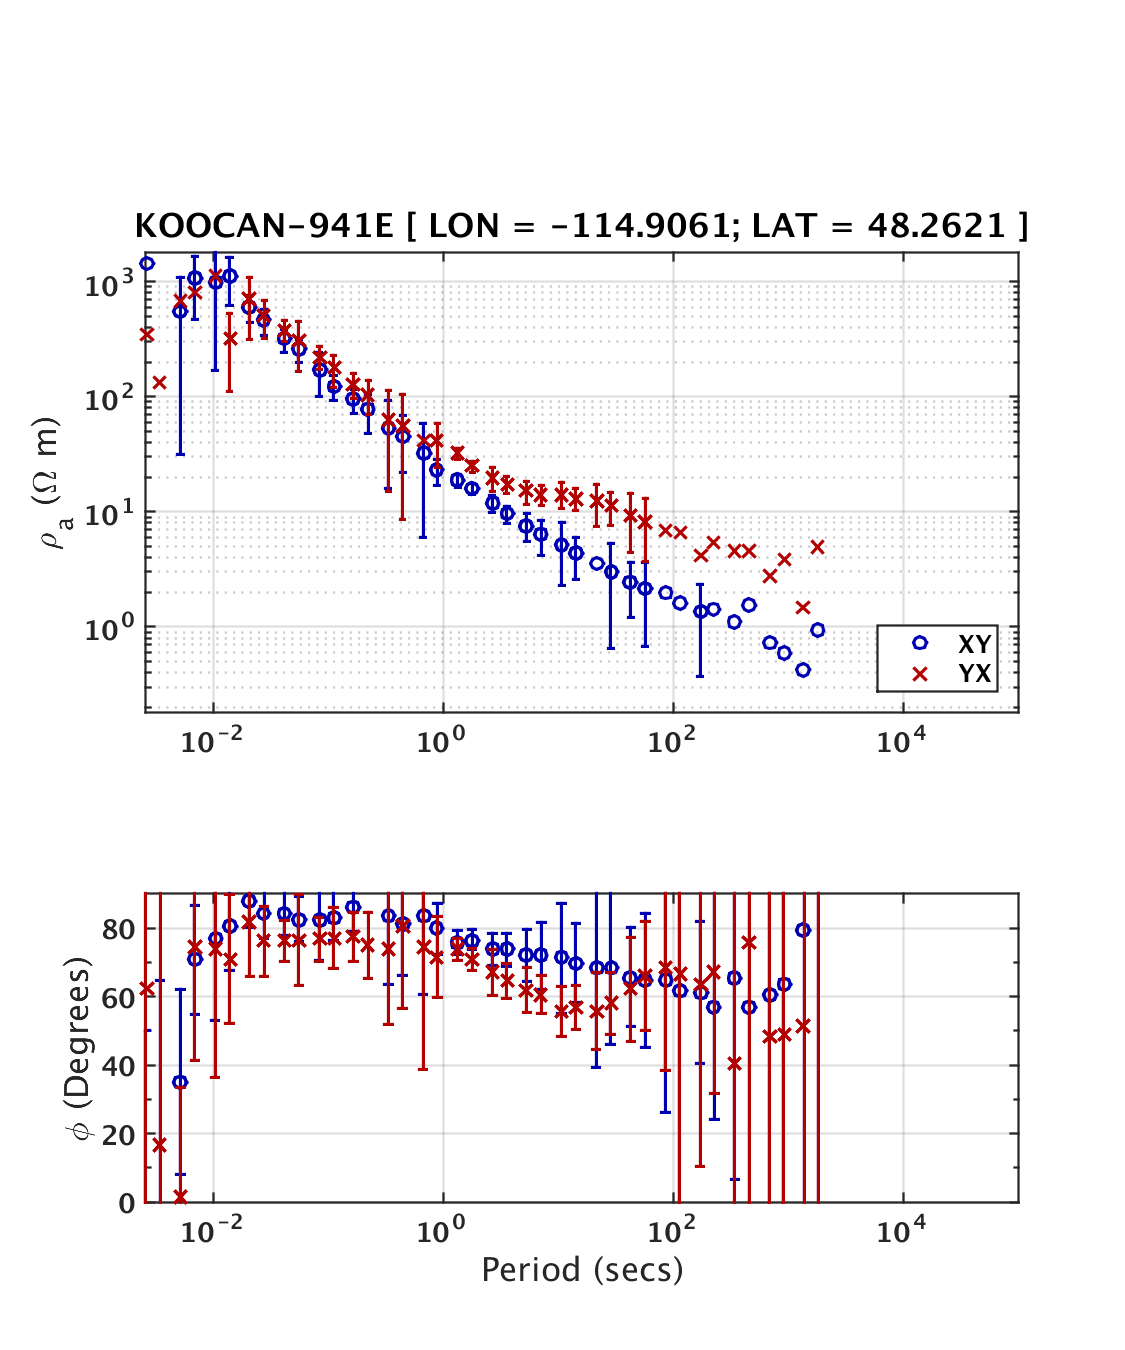 KOOCAN-941E [ LON = -114.9061; LAT = 48.2621 ]
10³
10²
10¹
10⁰
ρa (Ω m)
XY
YX
10⁻² 10⁰ 10² 10⁴
80
60
40
20
0
ϕ (Degrees)
10⁻² 10⁰ 10² 10⁴
Period (secs)